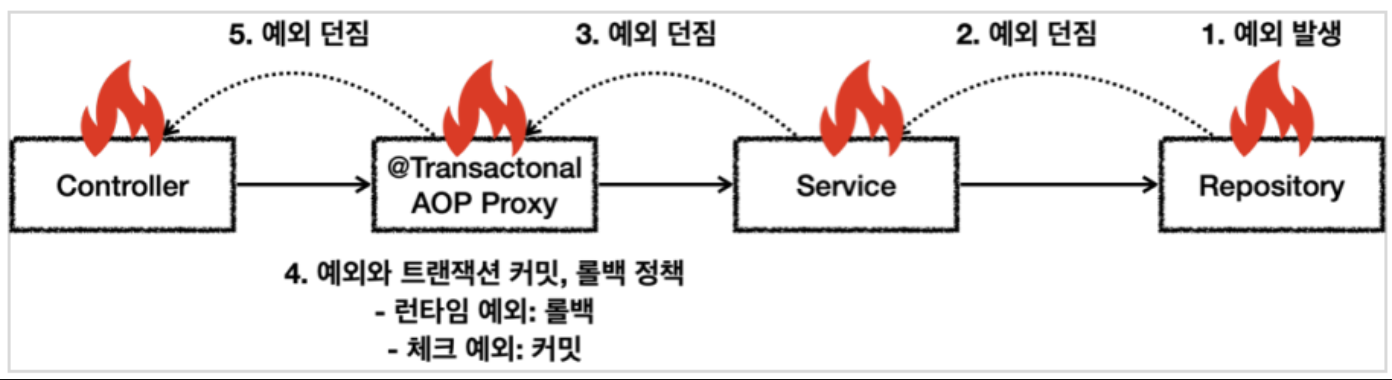 5. 예외 던짐
3. 예외 던짐
2. 예외 던짐
1. 예외 발생
Controller
@Transactonal
AOP Proxy
Service
Repository
4. 예외와 트랜잭션 커밋, 롤백 정책
- 런타임 예외: 롤백
- 체크 예외: 커밋